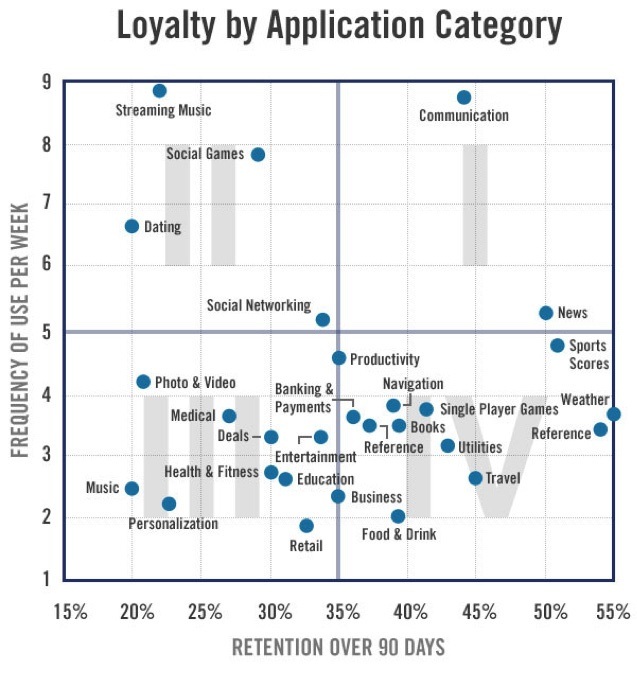 Loyalty by Application Category
FREQUENCY OF USE PER WEEK
9
8
7
6
5
4
3
2
1
Streaming Music
Communication
Social Games
II
I
Dating
Social Networking
News
Productivity
Sports
Scores
Photo & Video
Banking &
Payments
Navigation
Weather
Medical
Single Player Games
Deals
Books
Reference
Reference
Entertainment
Utilities
III
IV
Health & Fitness
Education
Travel
Music
Business
Personalization
Food & Drink
Retail
15%
20%
25%
30%
35%
40%
45%
50%
55%
RETENTION OVER 90 DAYS